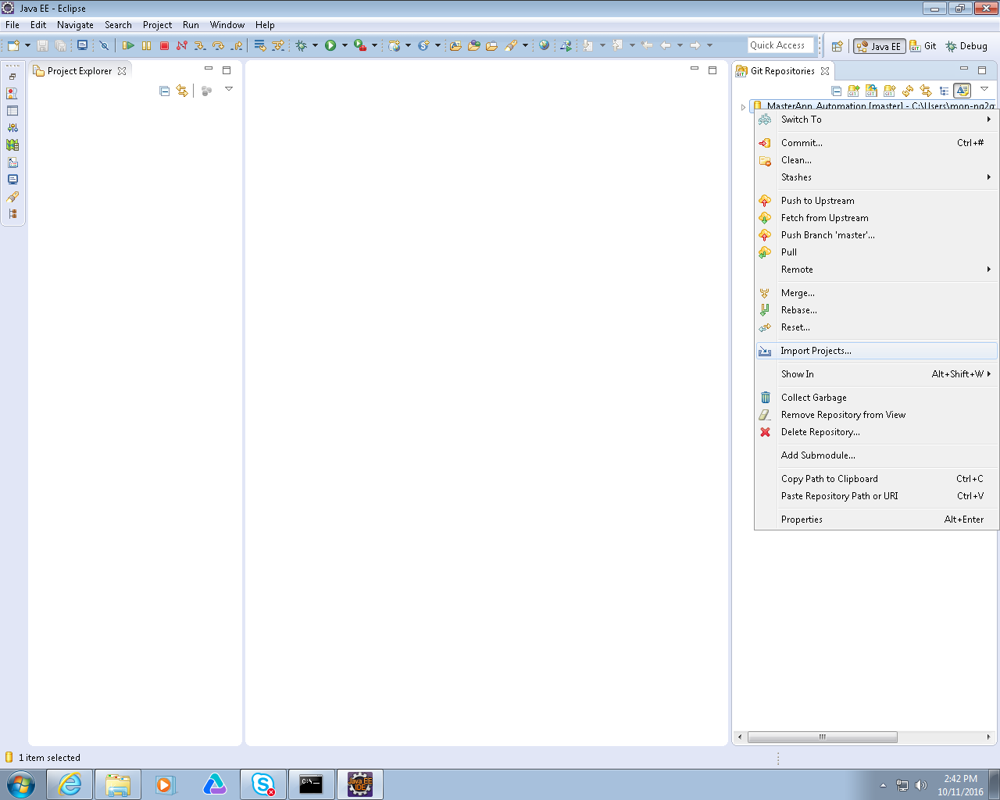 Java EE - Eclipse
File Edit Navigate Search Project Run Window Help
Quick Access
Java EE
Git
Debug
Project Explorer
Git Repositories
MasterApp_Automation [master] - C:\Users\mon-ng2q
Switch To
Commit... Ctrl+#
Clean...
Stashes
Push to Upstream
Fetch from Upstream
Push Branch 'master'...
Pull
Remote
Merge...
Rebase...
Reset...
Import Projects...
Show In Alt+Shift+W
Collect Garbage
Remove Repository from View
Delete Repository...
Add Submodule...
Copy Path to Clipboard Ctrl+C
Paste Repository Path or URI Ctrl+V
Properties Alt+Enter
1 item selected
C:\_
Java EE
IDE
2:42 PM
10/11/2016